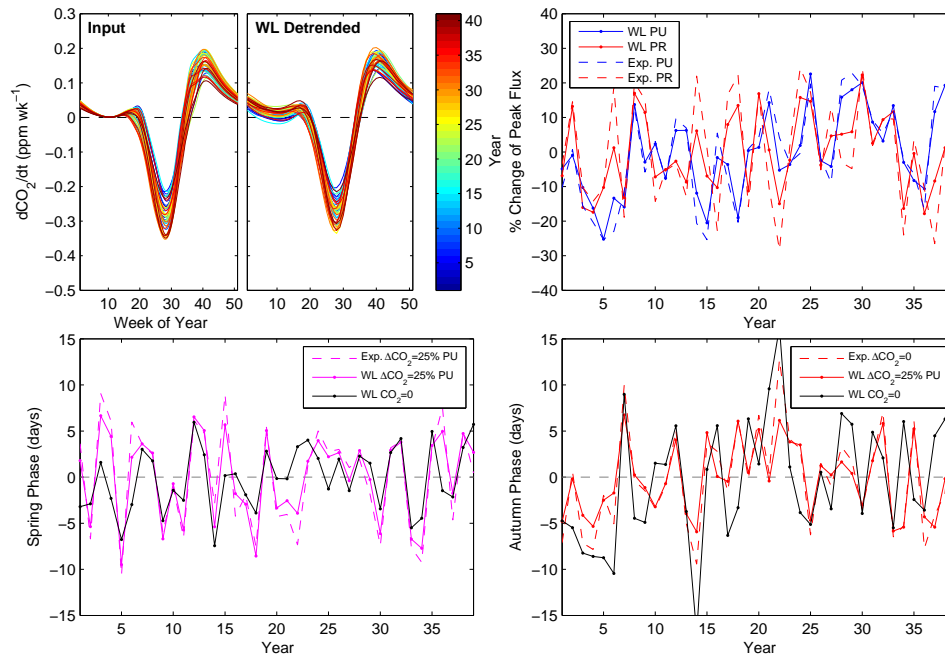 Input
WL Detrended
dCO2/dt (ppm wk−1)
0.3
0.2
0.1
0
−0.1
−0.2
−0.3
−0.4
−0.5
10 20 30 40 50
10 20 30 40 50
Week of Year
40
35
30
25
20
15
10
5
Year
WL PU
WL PR
Exp. PU
Exp. PR
% Change of Peak Flux
40
30
20
10
0
−10
−20
−30
−40
5 10 15 20 25 30 35
Year
Exp. ΔCO2=25% PU
WL ΔCO2=25% PU
WL CO2=0
Spring Phase (days)
15
10
5
0
−5
−10
−15
5 10 15 20 25 30 35
Year
Exp. ΔCO2=0
WL ΔCO2=25% PU
WL CO2=0
Autumn Phase (days)
15
10
5
0
−5
−10
−15
5 10 15 20 25 30 35
Year